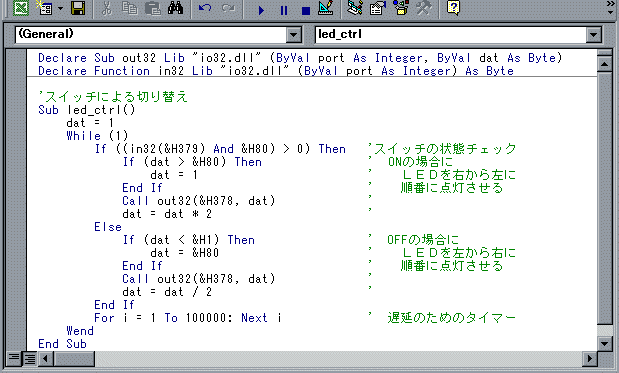 (General)
led_ctrl
Declare Sub out32 Lib "io32.dll" (ByVal port As Integer, ByVal dat As Byte)
Declare Function in32 Lib "io32.dll" (ByVal port As Integer) As Byte
'スイッチによる切り替え
Sub led_ctrl()
dat = 1
While (1)
If ((in32(&H379) And &H80) > 0) Then 'スイッチの状態チェック
If (dat > &H80) Then ' ONの場合に
dat = 1 ' ＬＥＤを右から左に
End If ' 順番に点灯させる
Call out32(&H378, dat) '
dat = dat * 2 '
Else
If (dat < &H1) Then ' OFFの場合に
dat = &H80 ' ＬＥＤを左から右に
End If ' 順番に点灯させる
Call out32(&H378, dat) '
dat = dat / 2 '
End If
For i = 1 To 100000: Next i ' 遅延のためのタイマー
Wend
End Sub